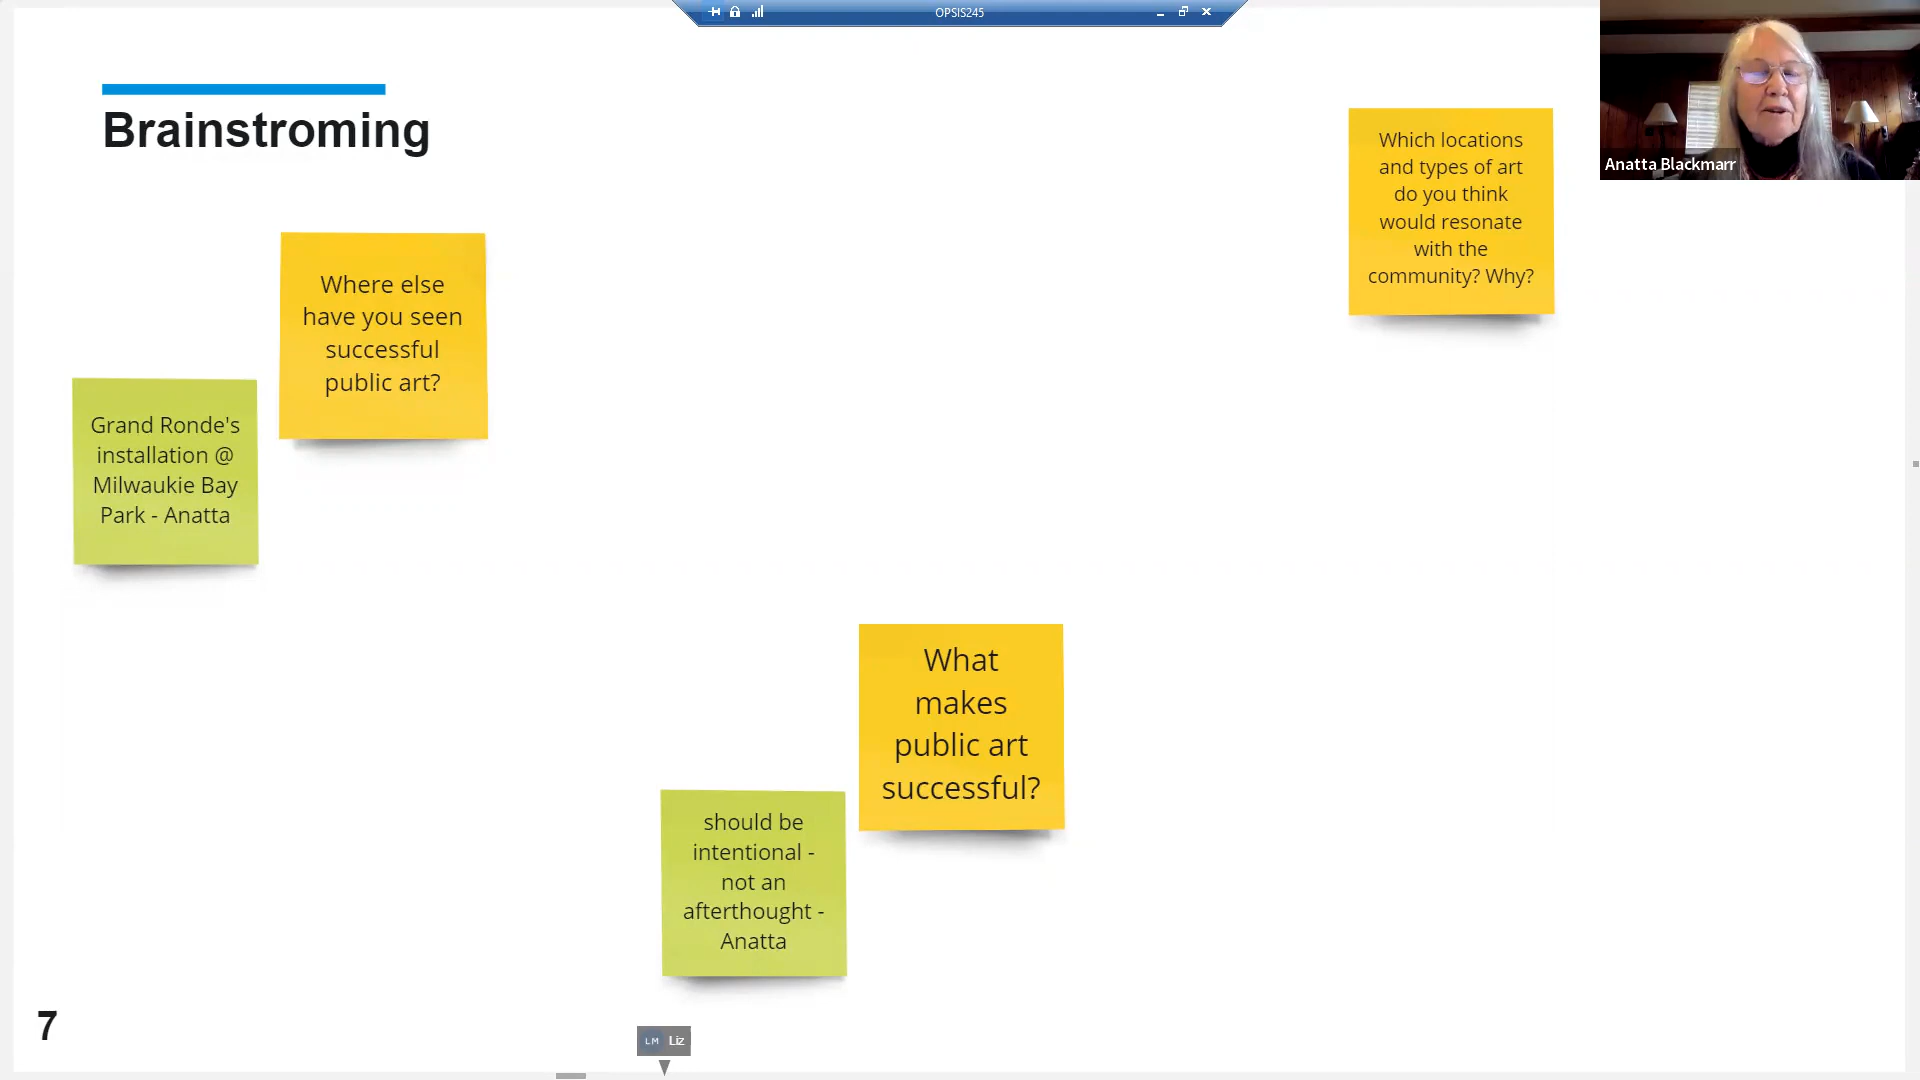 OPSIS245
Brainstroming
Which locations
and types of art
do you think
would resonate
with the
community? Why?
Anatta Blackmarr
Where else
have you seen
successful
public art?
Grand Ronde's
installation @
Milwaukie Bay
Park - Anatta
What
makes
public art
successful?
should be
intentional -
not an
afterthought -
Anatta
7
LM Liz